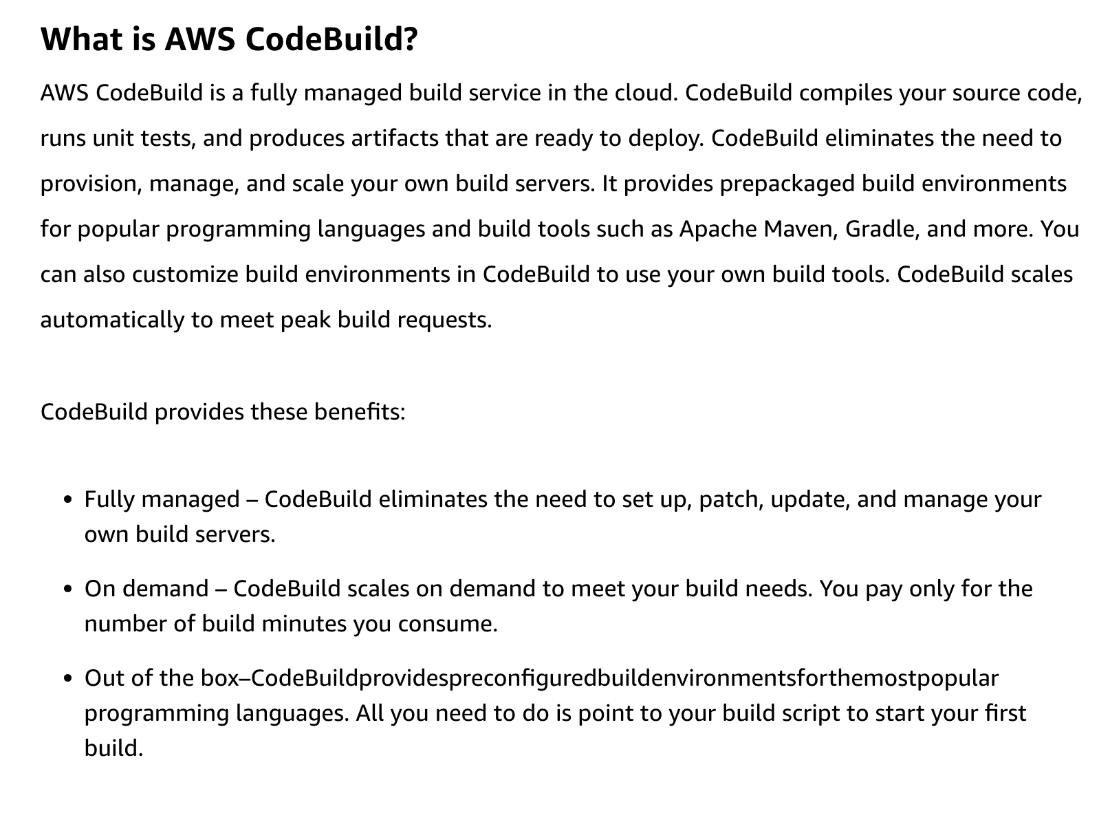 What is AWS CodeBuild?
AWS CodeBuild is a fully managed build service in the cloud. CodeBuild compiles your source code,
runs unit tests, and produces artifacts that are ready to deploy. CodeBuild eliminates the need to
provision, manage, and scale your own build servers. It provides prepackaged build environments
for popular programming languages and build tools such as Apache Maven, Gradle, and more. You
can also customize build environments in CodeBuild to use your own build tools. CodeBuild scales
automatically to meet peak build requests.
CodeBuild provides these benefits:
• Fully managed – CodeBuild eliminates the need to set up, patch, update, and manage your
own build servers.
• On demand – CodeBuild scales on demand to meet your build needs. You pay only for the
number of build minutes you consume.
• Out of the box–CodeBuildprovidespreconfiguredbuildenvironmentsforthemostpopular
programming languages. All you need to do is point to your build script to start your first
build.